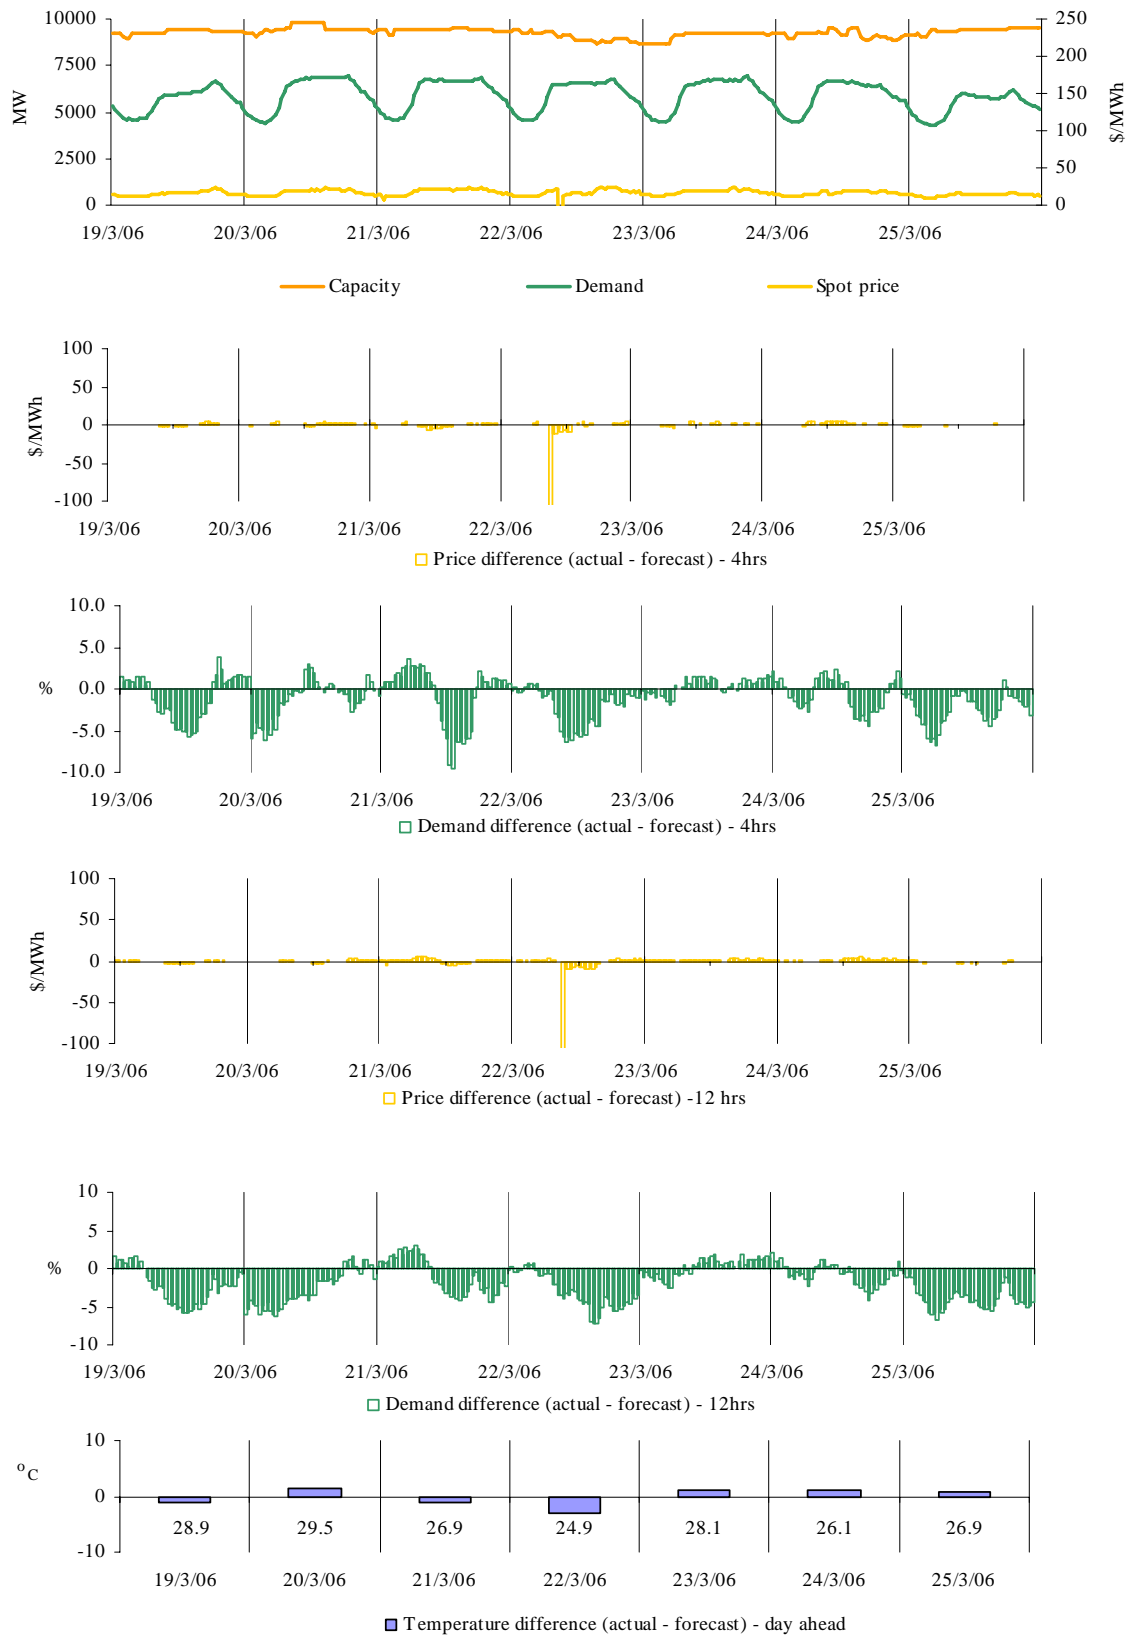 10000
7500
5000
2500
0
MW
250
200
150
100
50
0
$/MWh
19/3/06 20/3/06 21/3/06 22/3/06 23/3/06 24/3/06 25/3/06
Capacity Demand Spot price
100
50
0
-50
-100
$/MWh
19/3/06 20/3/06 21/3/06 22/3/06 23/3/06 24/3/06 25/3/06
Price difference (actual - forecast) - 4hrs
10.0
5.0
0.0
-5.0
-10.0
%
19/3/06 20/3/06 21/3/06 22/3/06 23/3/06 24/3/06 25/3/06
Demand difference (actual - forecast) - 4hrs
100
50
0
-50
-100
$/MWh
19/3/06 20/3/06 21/3/06 22/3/06 23/3/06 24/3/06 25/3/06
Price difference (actual - forecast) -12 hrs
10
5
0
-5
-10
%
19/3/06 20/3/06 21/3/06 22/3/06 23/3/06 24/3/06 25/3/06
Demand difference (actual - forecast) - 12hrs
10
0
-10
o C
28.9 29.5 26.9 24.9 28.1 26.1 26.9
19/3/06 20/3/06 21/3/06 22/3/06 23/3/06 24/3/06 25/3/06
Temperature difference (actual - forecast) - day ahead